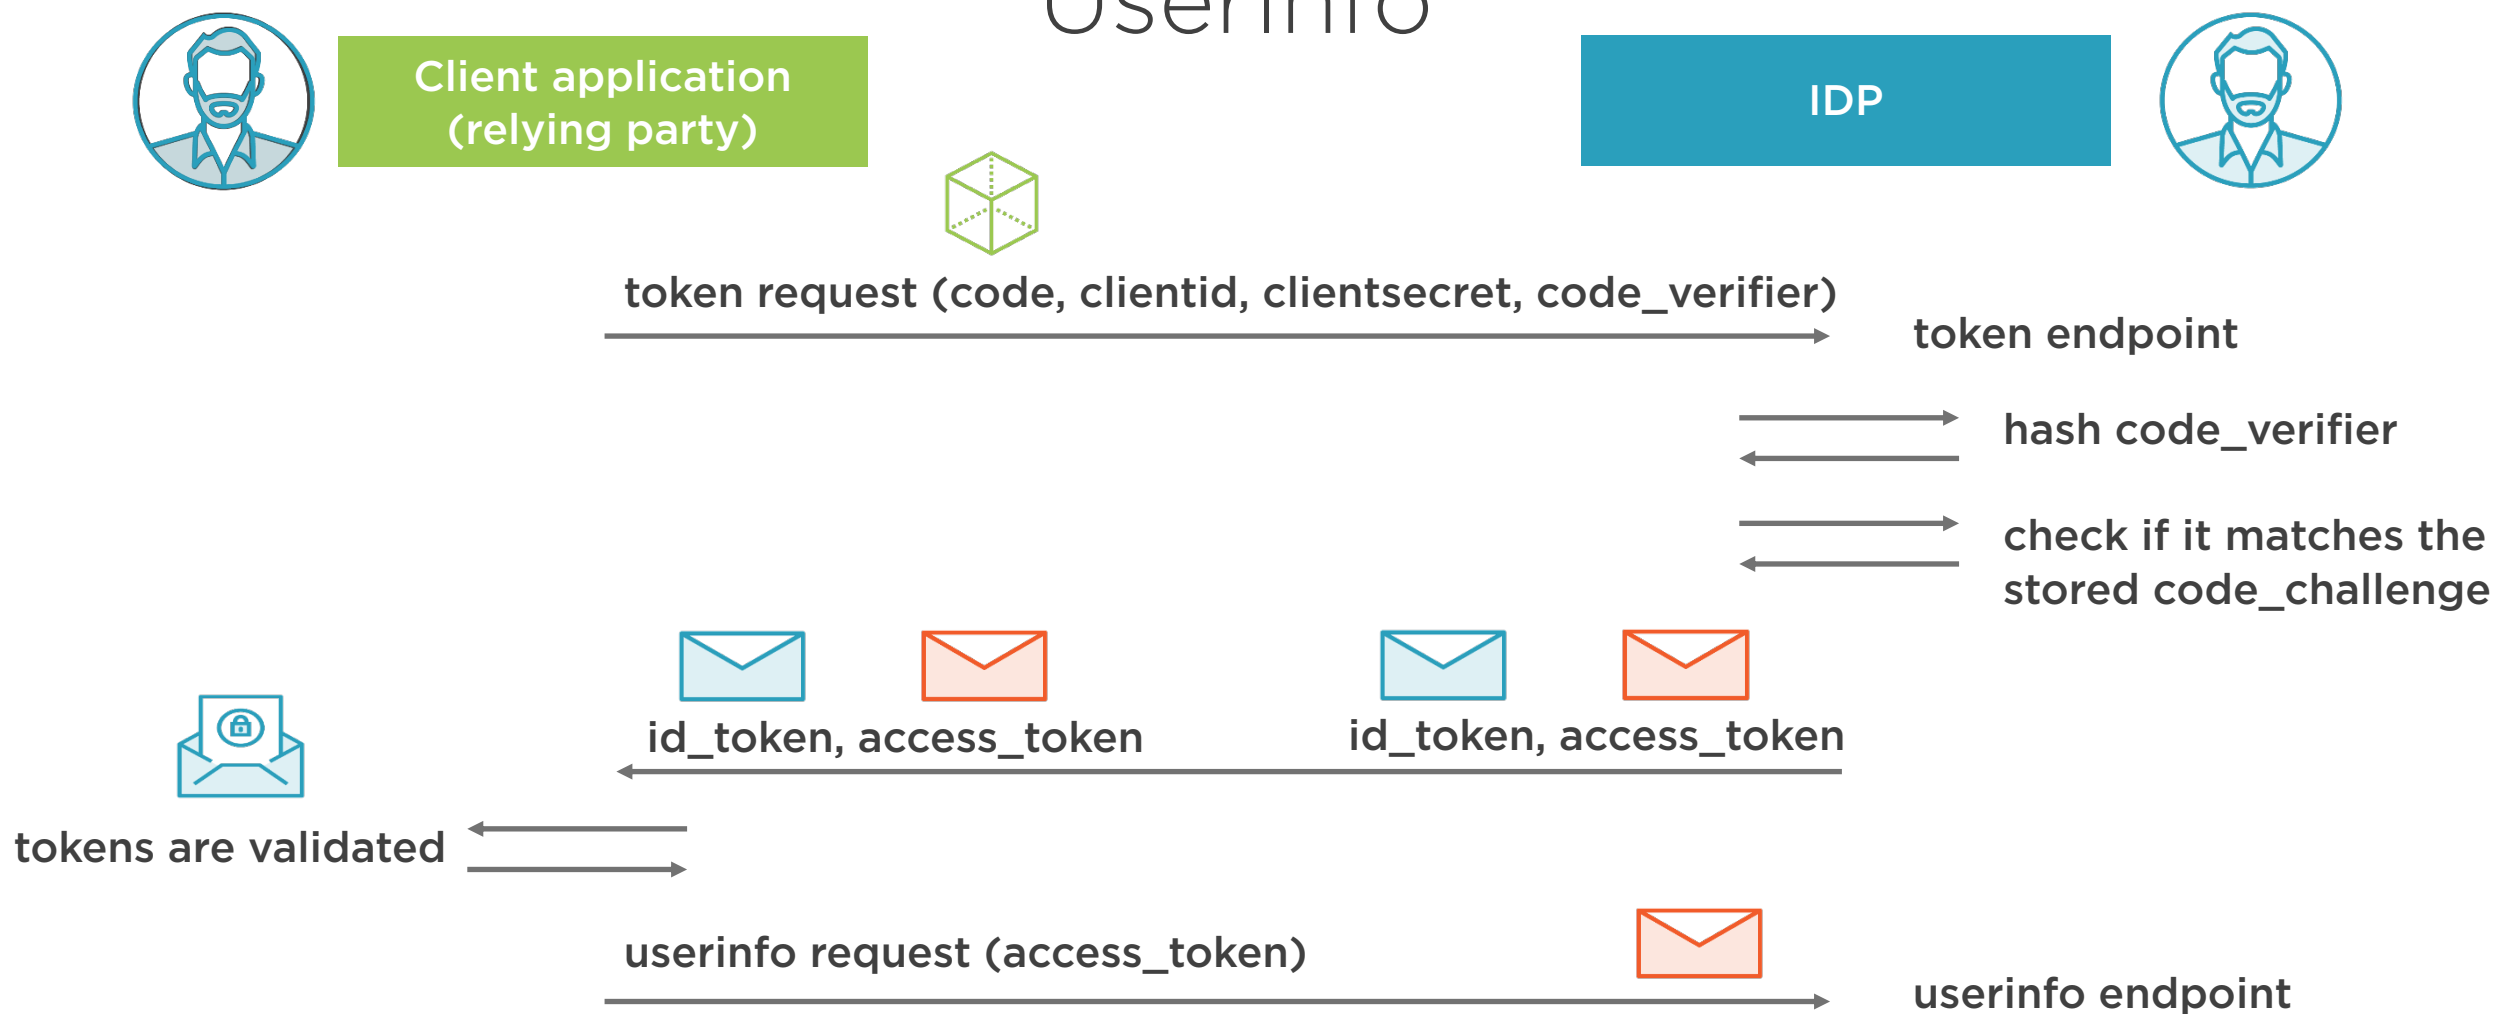 Userinfo
Client application
(relying party)
IDP
token request (code, clientid, clientsecret, code_verifier)
token endpoint
hash code_verifier
check if it matches the
stored code_challenge
id_token, access_token
id_token, access_token
tokens are validated
userinfo request (access_token)
userinfo endpoint